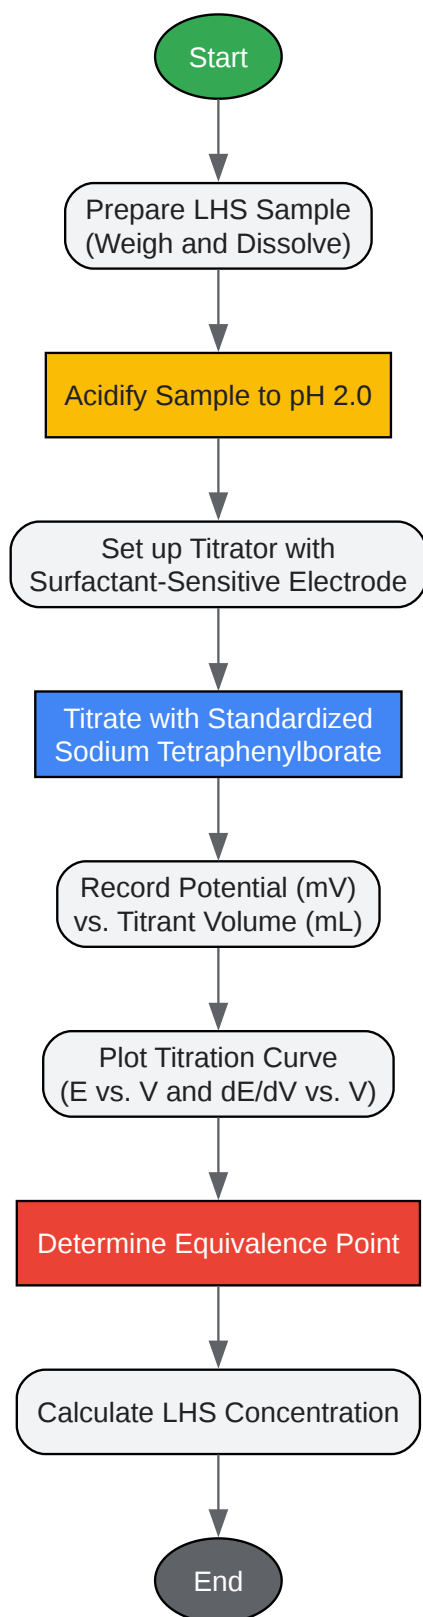 Start
Prepare LHS Sample
(Weigh and Dissolve)
Acidify Sample to pH 2.0
Set up Titrator with
Surfactant-Sensitive Electrode
Titrate with Standardized
Sodium Tetraphenylborate
Record Potential (mV)
vs. Titrant Volume (mL)
Plot Titration Curve
(E vs. V and dE/dV vs. V)
Determine Equivalence Point
Calculate LHS Concentration
End